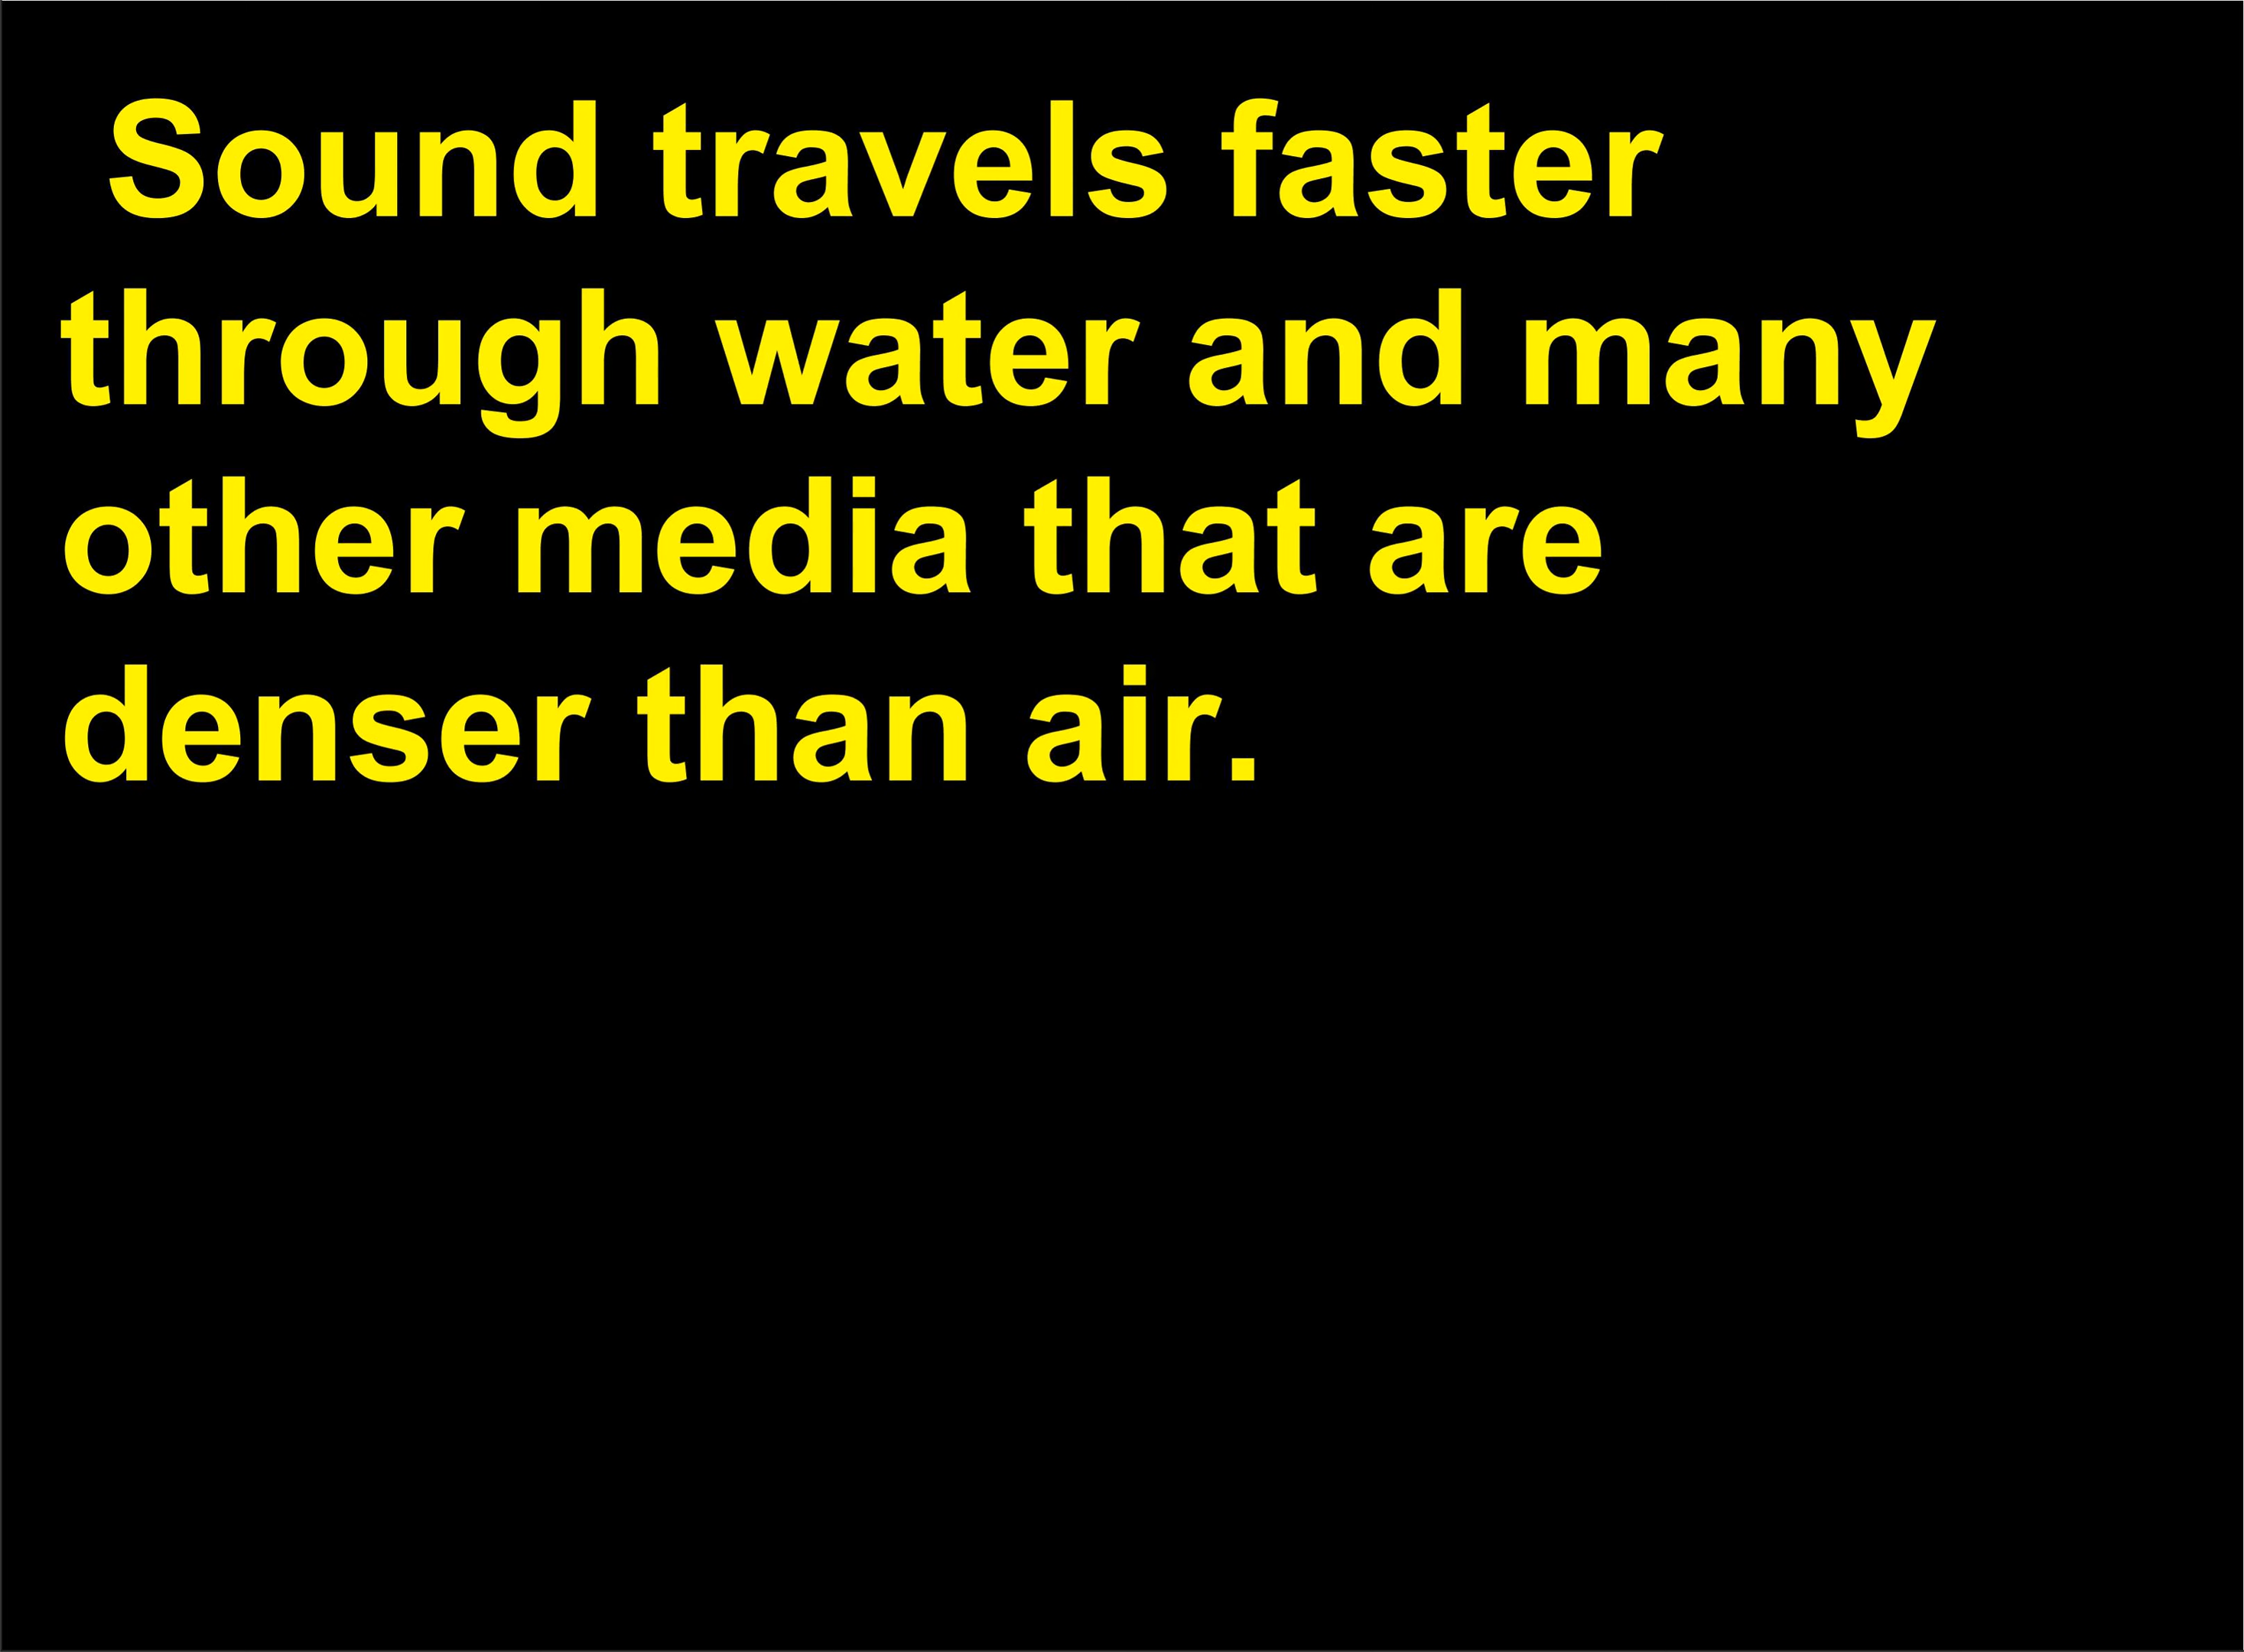 Sound travels faster
through water and many
other media that are
denser than air.